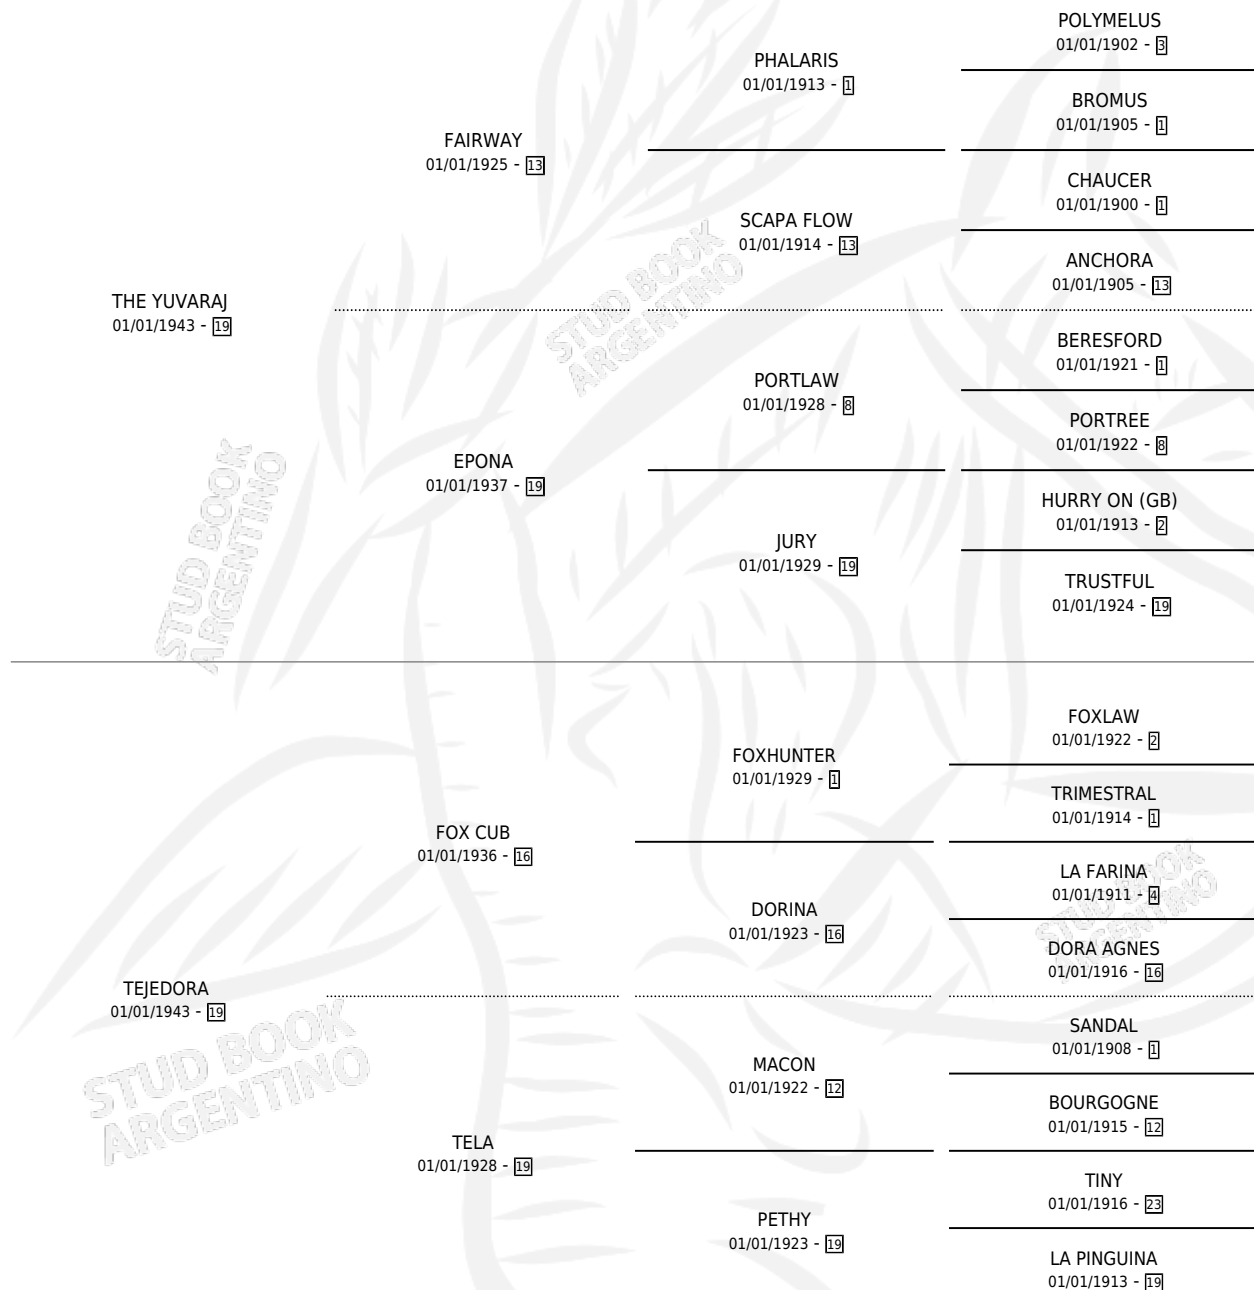 POLYMELUS
01/01/1902 - 3
PHALARIS
01/01/1913 - 1
BROMUS
01/01/1905 - 1
FAIRWAY
01/01/1925 - 13
CHAUCER
01/01/1900 - 1
SCAPA FLOW
01/01/1914 - 13
ANCHORA
01/01/1905 - 13
THE YUVARAJ
01/01/1943 - 19
BERESFORD
01/01/1921 - 1
PORTLAW
01/01/1928 - 8
PORTREE
01/01/1922 - 8
EPONA
01/01/1937 - 19
HURRY ON (GB)
01/01/1913 - 2
JURY
01/01/1929 - 19
TRUSTFUL
01/01/1924 - 19
FOXLAW
01/01/1922 - 2
FOXHUNTER
01/01/1929 - 1
TRIMESTRAL
01/01/1914 - 1
FOX CUB
01/01/1936 - 16
LA FARINA
01/01/1911 - 4
DORINA
01/01/1923 - 16
DORA AGNES
01/01/1916 - 16
TEJEDORA
01/01/1943 - 19
SANDAL
01/01/1908 - 1
MACON
01/01/1922 - 12
BOURGOGNE
01/01/1915 - 12
TELA
01/01/1928 - 19
TINY
01/01/1916 - 23
PETHY
01/01/1923 - 19
LA PINGUINA
01/01/1913 - 19
STUD BOOK
ARGENTINO
STUD BOOK
ARGENTINO
STUD BOOK
ARGENTINO
STUD BOOK
ARGENTINO